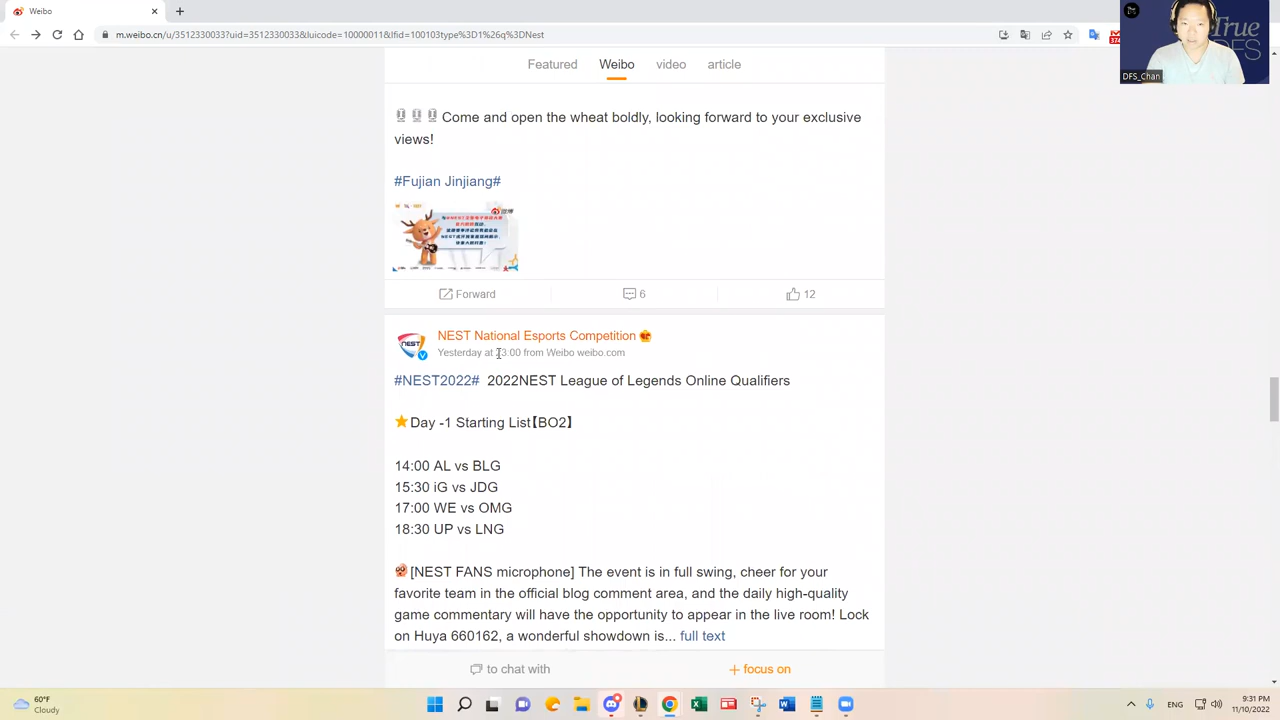 Weibo
m.weibo.cn/u/3512330033?uid=3512330033&luicode=10000011&lfid=100103type%3D1%26q%3DNest
374
True
DFS
DFS_Chan
Featured
Weibo
video
article
Come and open the wheat boldly, looking forward to your exclusive
views!
#Fujian Jinjiang#
Forward
6
12
NEST
NEST National Esports Competition
Yesterday at 23:00 from Weibo weibo.com
#NEST2022# 2022NEST League of Legends Online Qualifiers
Day -1 Starting List【BO2】
14:00 AL vs BLG
15:30 iG vs JDG
17:00 WE vs OMG
18:30 UP vs LNG
[NEST FANS microphone] The event is in full swing, cheer for your
favorite team in the official blog comment area, and the daily high-quality
game commentary will have the opportunity to appear in the live room! Lock
on Huya 660162, a wonderful showdown is... full text
to chat with
+ focus on
60°F
Cloudy
ENG
9:31 PM
11/10/2022